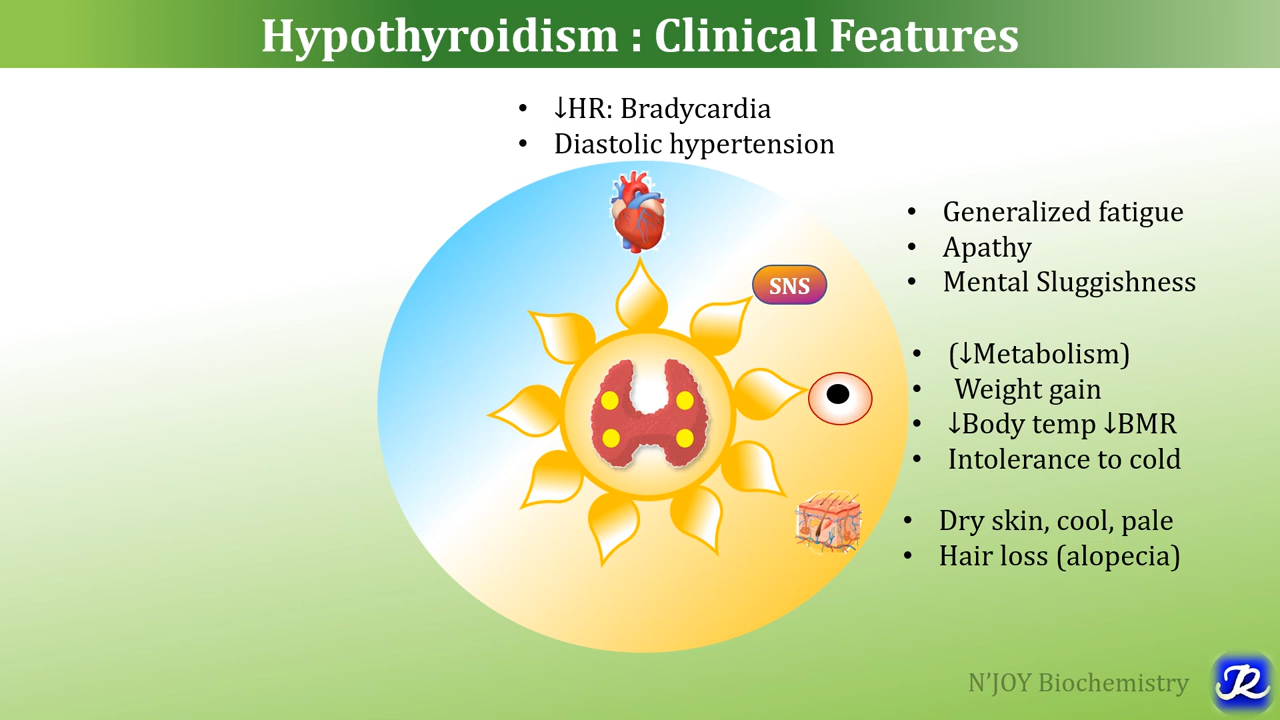 Hypothyroidism : Clinical Features
• ↓HR: Bradycardia
• Diastolic hypertension
SNS
• Generalized fatigue
• Apathy
• Mental Sluggishness
• (↓Metabolism)
• Weight gain
• ↓Body temp ↓BMR
• Intolerance to cold
• Dry skin, cool, pale
• Hair loss (alopecia)
N’JOY Biochemistry
JR